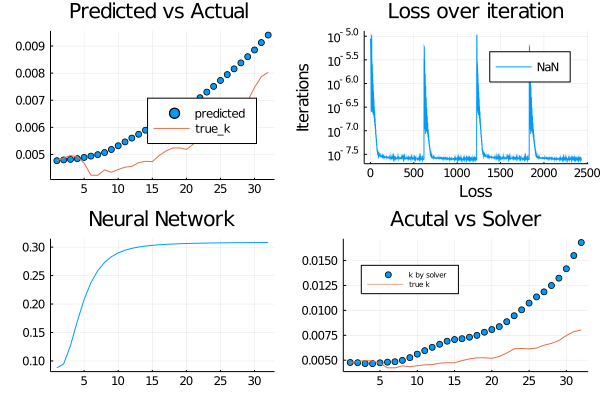 Predicted vs Actual
0.009
0.008
0.007
0.006
0.005
predicted
true_k
5 10 15 20 25 30
Loss over iteration
Iterations
10^-5.0
10^-5.5
10^-6.0
10^-6.5
10^-7.0
10^-7.5
NaN
0 500 1000 1500 2000 2500
Loss
Neural Network
0.30
0.25
0.20
0.15
0.10
5 10 15 20 25 30
Acutal vs Solver
0.0150
0.0125
0.0100
0.0075
0.0050
k by solver
true k
5 10 15 20 25 30